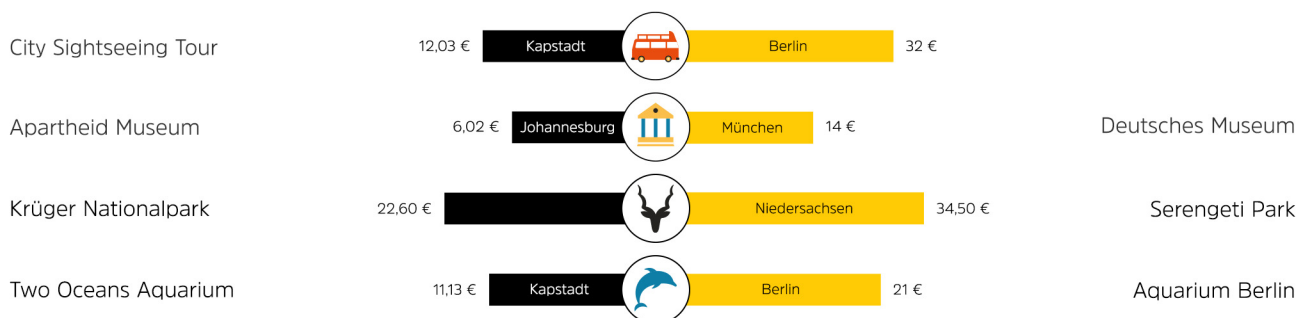 City Sightseeing Tour 12,03 € Kapstadt Berlin 32 €
Apartheid Museum 6,02 € Johannesburg München 14 € Deutsches Museum
Krüger Nationalpark 22,60 € Niedersachsen 34,50 € Serengeti Park
Two Oceans Aquarium 11,13 € Kapstadt Berlin 21 € Aquarium Berlin